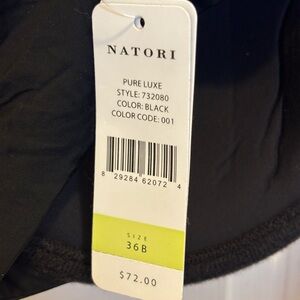 NATORI
PURE LUXE
STYLE: 732080
COLOR: BLACK
COLOR CODE: 001
8 29284 62072 4
SIZE
36B
$72.00